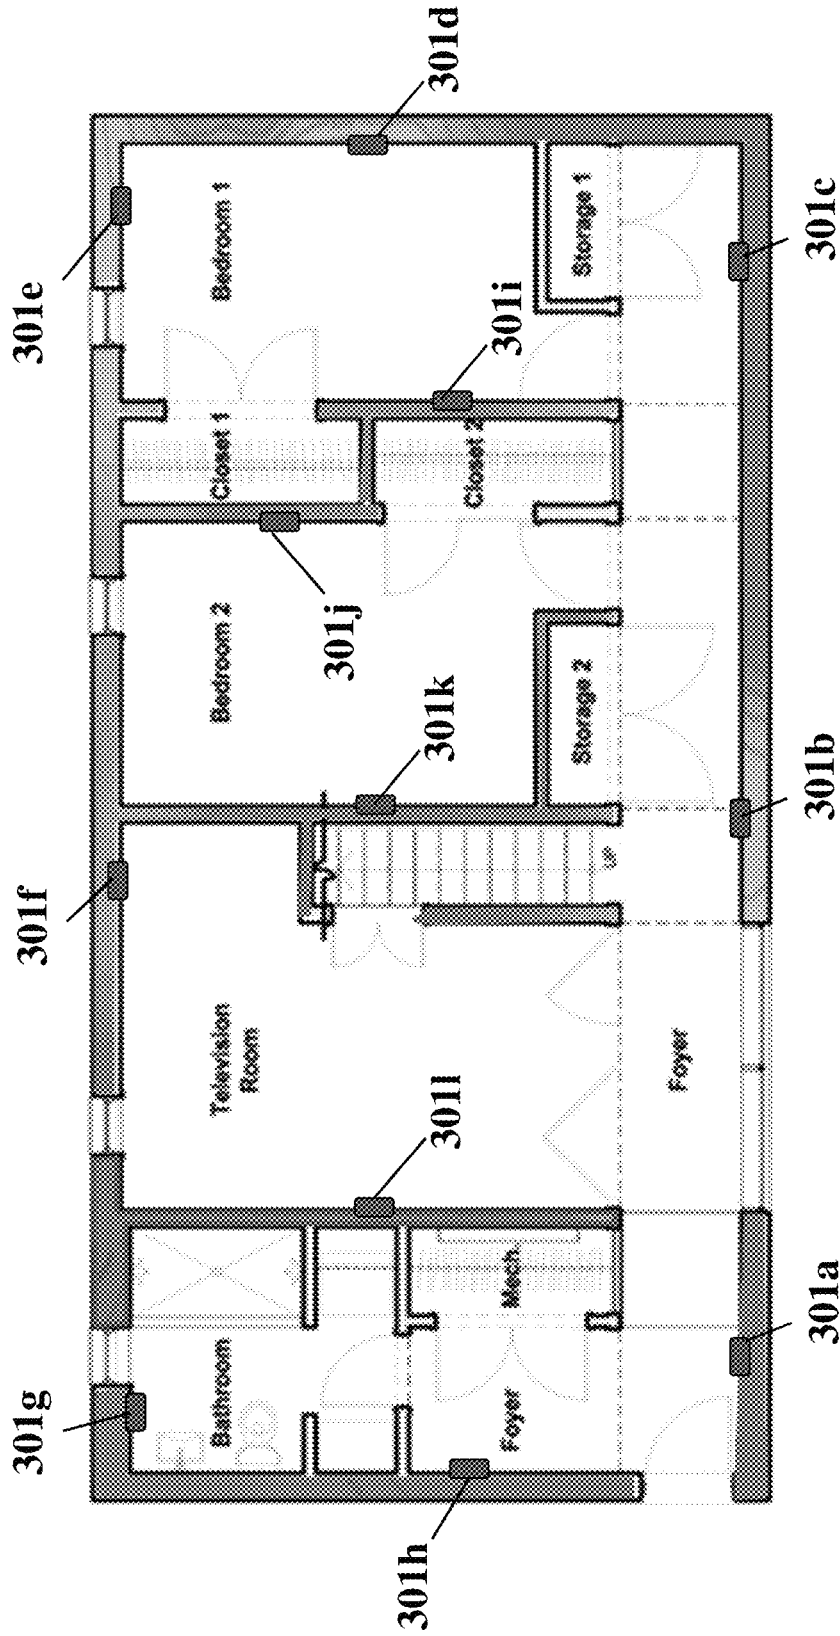 301g
301f
301e
Bathroom
Television
Room
Bedroom 2
Closet 1
Bedroom 1
301j
301h
301l
301k
301d
Closet 2
Foyer
Mech.
301i
Storage 2
Storage 1
UP
Foyer
301a
301b
301c